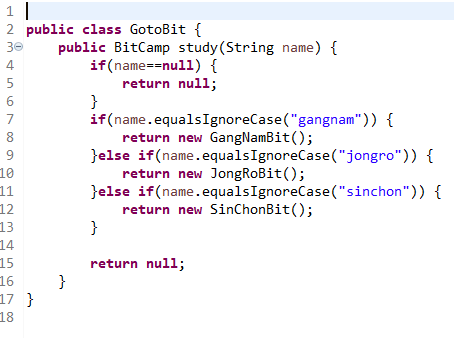 1
2 public class GotoBit {
3 public BitCamp study(String name) {
4 if(name==null) {
5 return null;
6 }
7 if(name.equalsIgnoreCase("gangnam")) {
8 return new GangNamBit();
9 }else if(name.equalsIgnoreCase("jongro")) {
10 return new JongRoBit();
11 }else if(name.equalsIgnoreCase("sinchon")) {
12 return new SinChonBit();
13 }
14
15 return null;
16 }
17 }
18